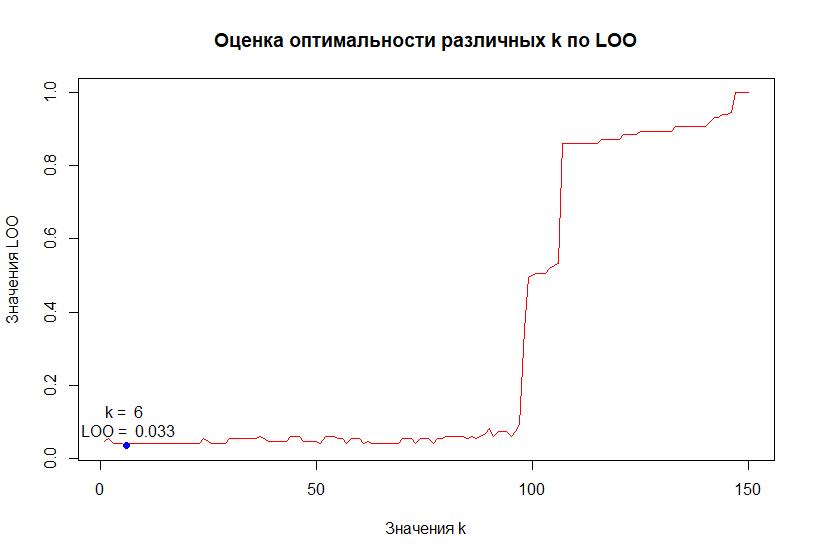 Оценка оптимальности различных k по LOO
Значения LOO
1.0
0.8
0.6
0.4
0.2
0.0
k = 6
LOO = 0.033
0 50 100 150
Значения k